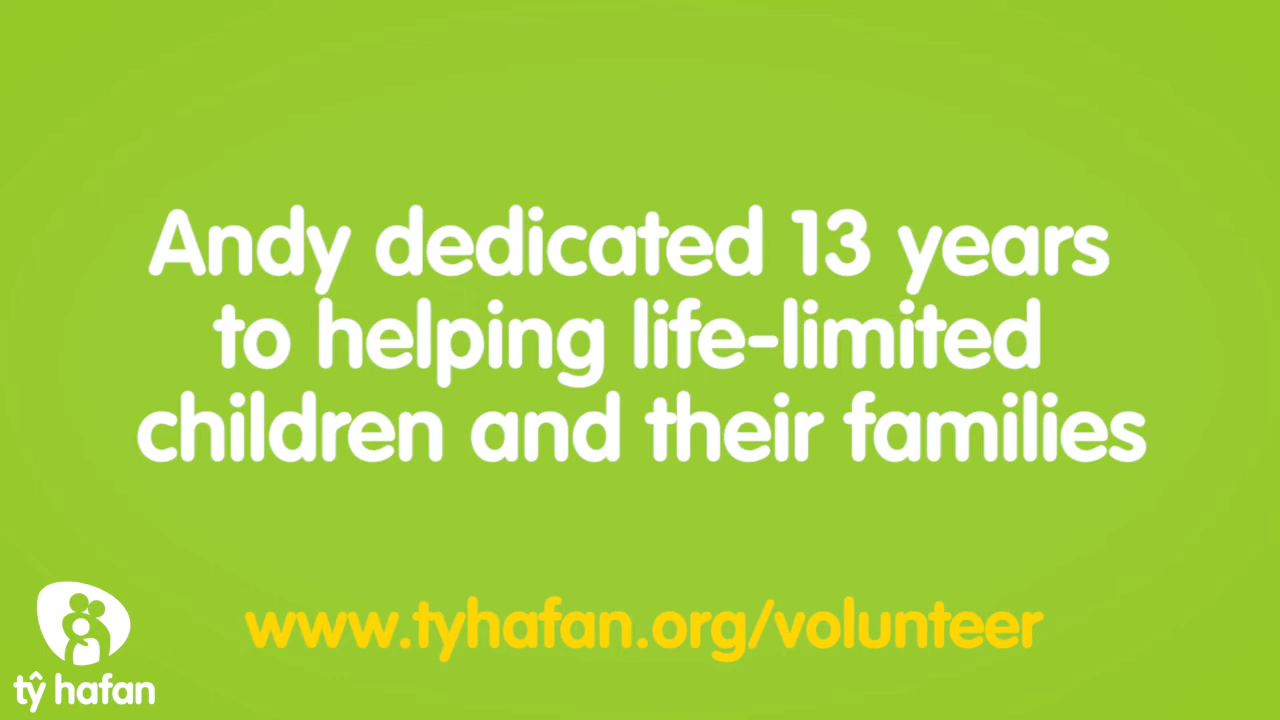 Andy dedicated 13 years
to helping life-limited
children and their families
www.tyhafan.org/volunteer
tŷ hafan